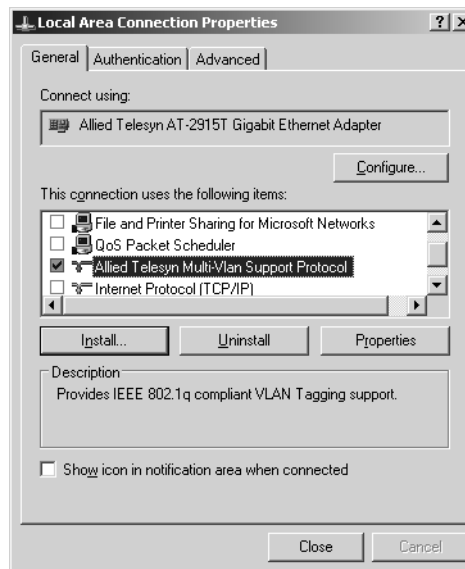 Local Area Connection Properties
General
Authentication
Advanced
Connect using:
Allied Telesyn AT-2915T Gigabit Ethernet Adapter
Configure...
This connection uses the following items:
File and Printer Sharing for Microsoft Networks
QoS Packet Scheduler
Allied Telesyn Multi-Vlan Support Protocol
Internet Protocol (TCP/IP)
Install...
Uninstall
Properties
Description
Provides IEEE 802.1q compliant VLAN Tagging support.
Show icon in notification area when connected
Close
Cancel